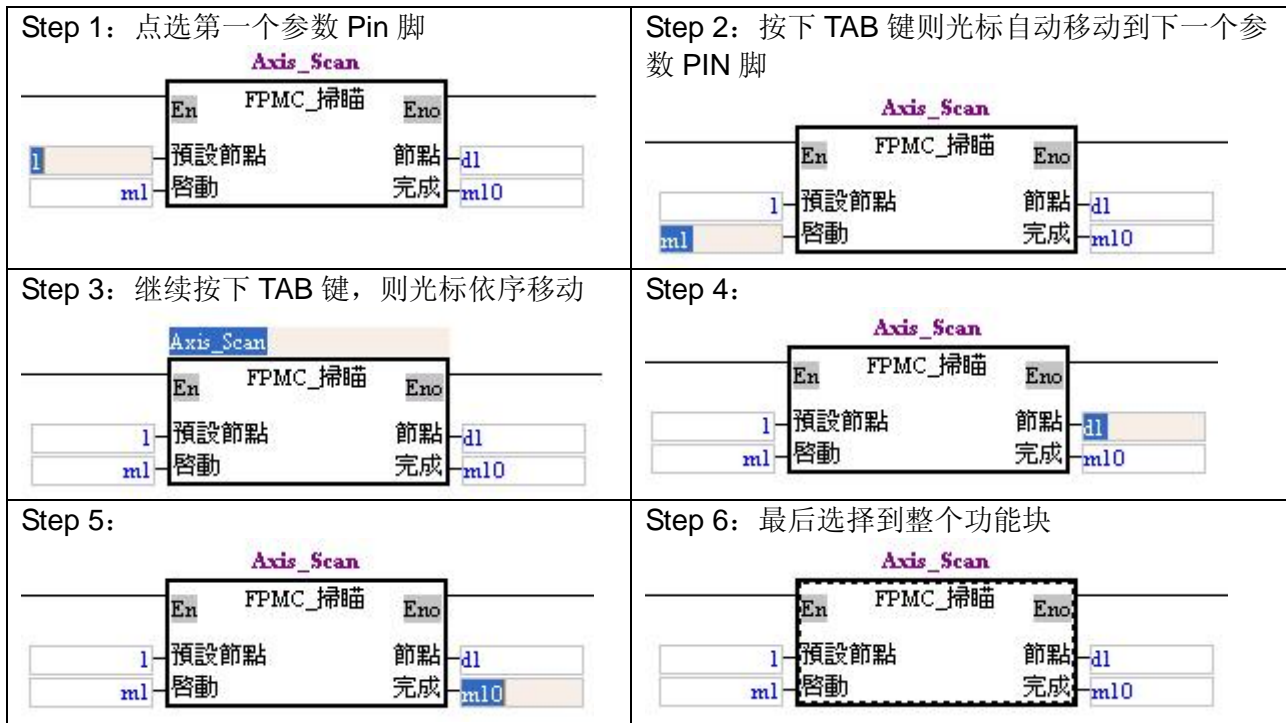 Step 1：点选第一个参数 Pin 脚
Axis_Scan
En FPMC_掃瞄 Eno
1 預設節點 節點 d1
m1 啓動 完成 m10
Step 2：按下 TAB 键则光标自动移动到下一个参
数 PIN 脚
Axis_Scan
En FPMC_掃瞄 Eno
1 預設節點 節點 d1
m1 啓動 完成 m10
Step 3：继续按下 TAB 键，则光标依序移动
Axis_Scan
En FPMC_掃瞄 Eno
1 預設節點 節點 d1
m1 啓動 完成 m10
Step 4：
Axis_Scan
En FPMC_掃瞄 Eno
1 預設節點 節點 d1
m1 啓動 完成 m10
Step 5：
Axis_Scan
En FPMC_掃瞄 Eno
1 預設節點 節點 d1
m1 啓動 完成 m10
Step 6：最后选择到整个功能块
Axis_Scan
En FPMC_掃瞄 Eno
1 預設節點 節點 d1
m1 啓動 完成 m10